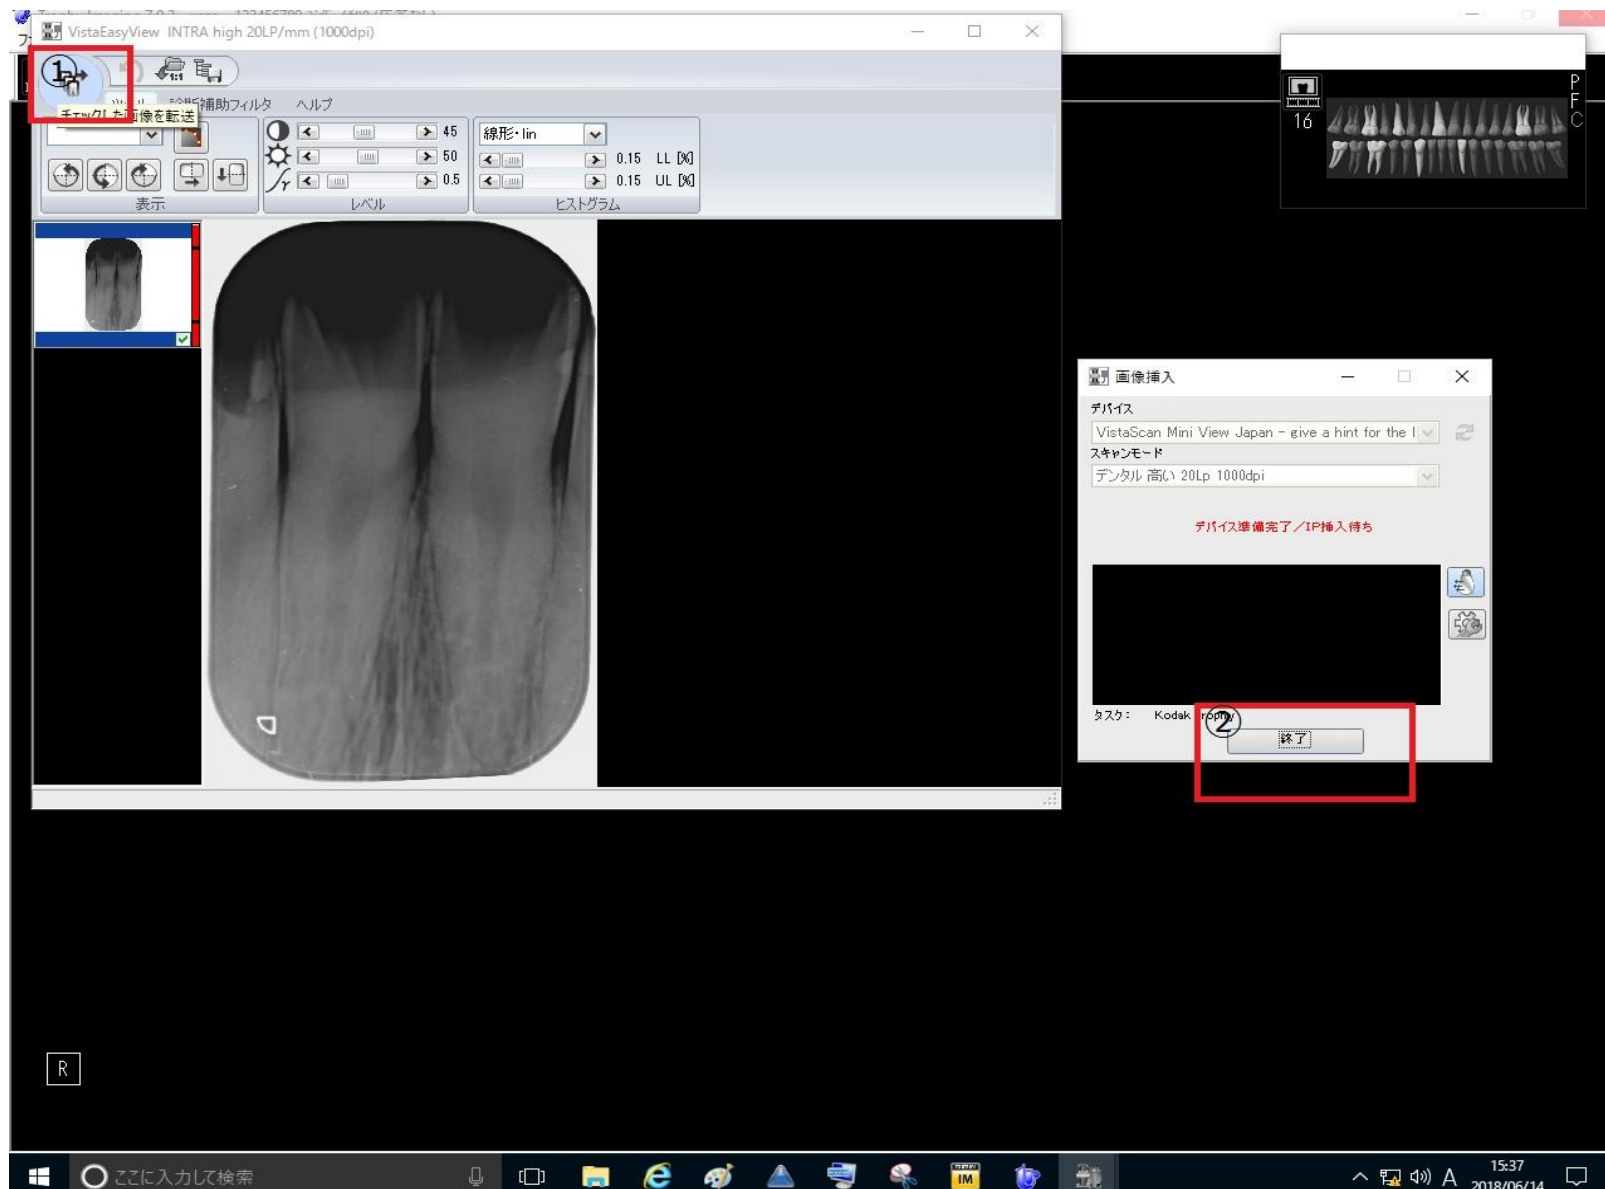 VistaEasyView INTRA high 20LP/mm (1000dpi)
①
診断補助フィルタ ヘルプ
チェックした画像を転送
45
50
0.5
線形・lin
0.15 LL [%]
0.15 UL [%]
表示
レベル
ヒストグラム
16
P
F
C
画像挿入
デバイス
VistaScan Mini View Japan - give a hint for the l
スキャンモード
デンタル 高い 20Lp 1000dpi
デバイス準備完了/IP挿入待ち
タスク: Kodak
②
終了
R
ここに入力して検索
IM
A
15:37
2018/06/14